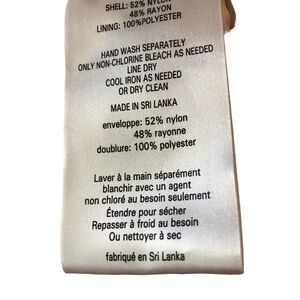 SHELL: 52% NYLON
48% RAYON
LINING: 100%POLYESTER
HAND WASH SEPARATELY
ONLY NON-CHLORINE BLEACH AS NEEDED
LINE DRY
COOL IRON AS NEEDED
OR DRY CLEAN
MADE IN SRI LANKA
enveloppe: 52% nylon
48% rayonne
doublure: 100% polyester
Laver à la main séparément
blanchir avec un agent
non chloré au besoin seulement
Étendre pour sécher
Repasser à froid au besoin
Ou nettoyer à sec
fabriqué en Sri Lanka